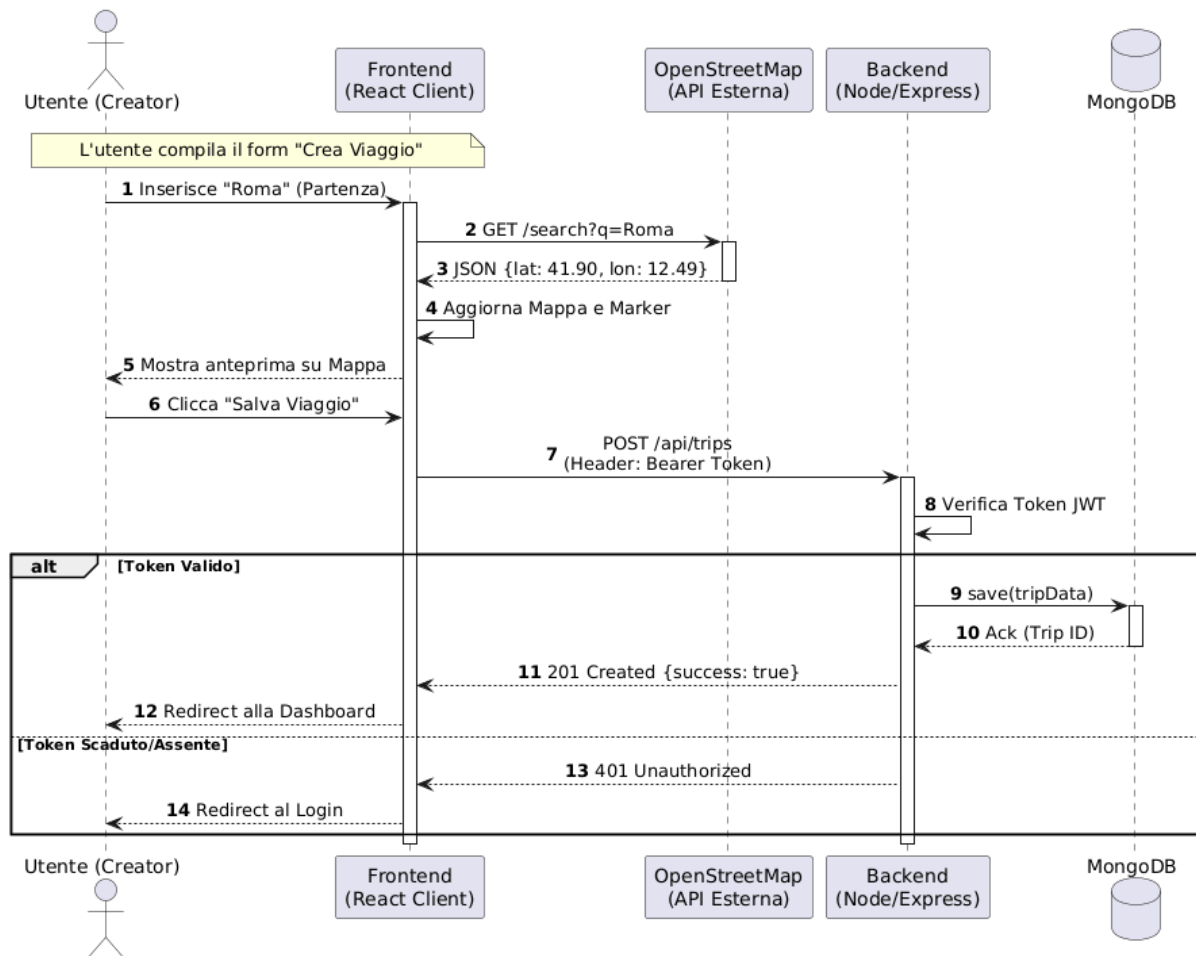 Utente (Creator)
Frontend
(React Client)
OpenStreetMap
(API Esterna)
Backend
(Node/Express)
MongoDB
L'utente compila il form "Crea Viaggio"
1 Inserisce "Roma" (Partenza)
2 GET /search?q=Roma
3 JSON {lat: 41.90, lon: 12.49}
4 Aggiorna Mappa e Marker
5 Mostra anteprima su Mappa
6 Clicca "Salva Viaggio"
7 POST /api/trips
(Header: Bearer Token)
8 Verifica Token JWT
alt [Token Valido]
9 save(tripData)
10 Ack (Trip ID)
11 201 Created {success: true}
12 Redirect alla Dashboard
[Token Scaduto/Assente]
13 401 Unauthorized
14 Redirect al Login
Utente (Creator)
Frontend
(React Client)
OpenStreetMap
(API Esterna)
Backend
(Node/Express)
MongoDB